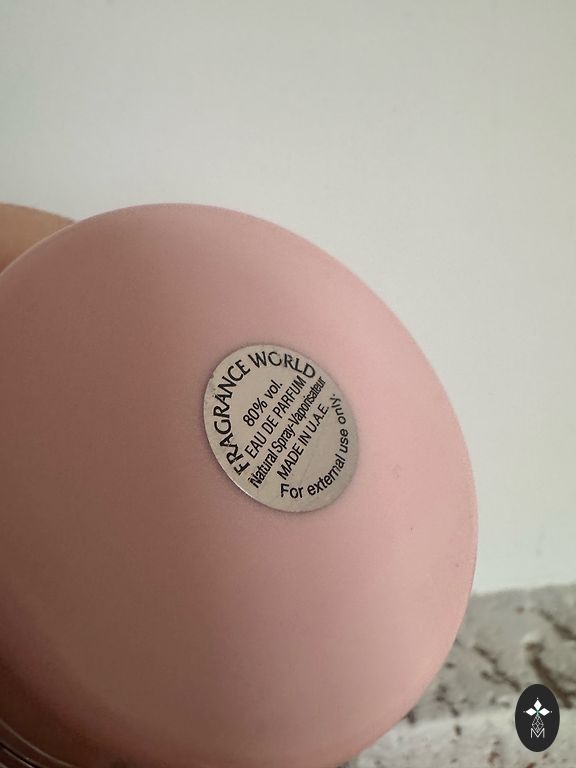 FRAGRANCE WORLD
80% vol.
EAU DE PARFUM
Natural Spray-Vaporisateur
MADE IN U.A.E.
For external use only.
M